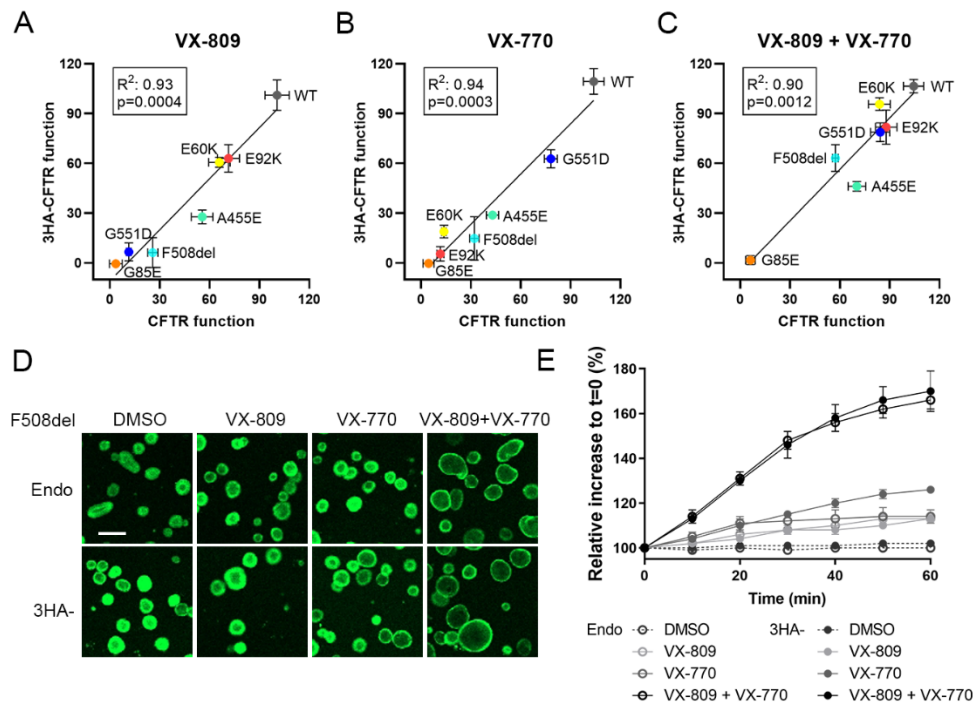 A
VX-809
3HA-CFTR function
120
90
60
30
0
R²: 0.93
p=0.0004
WT
E60K
E92K
A455E
G551D
F508del
G85E
0 30 60 90 120
CFTR function
B
VX-770
120
90
60
30
0
R²: 0.94
p=0.0003
WT
G551D
E60K
A455E
F508del
E92K
G85E
0 30 60 90 120
CFTR function
C
VX-809 + VX-770
3HA-CFTR function
120
90
60
30
0
R²: 0.90
p=0.0012
WT
E60K
E92K
G551D
F508del
A455E
G85E
0 30 60 90 120
CFTR function
D
F508del DMSO VX-809 VX-770 VX-809+VX-770
Endo
3HA-
E
Relative increase to t=0 (%)
180
160
140
120
100
0 20 40 60
Time (min)
Endo DMSO 3HA- DMSO
VX-809 VX-809
VX-770 VX-770
VX-809 + VX-770 VX-809 + VX-770